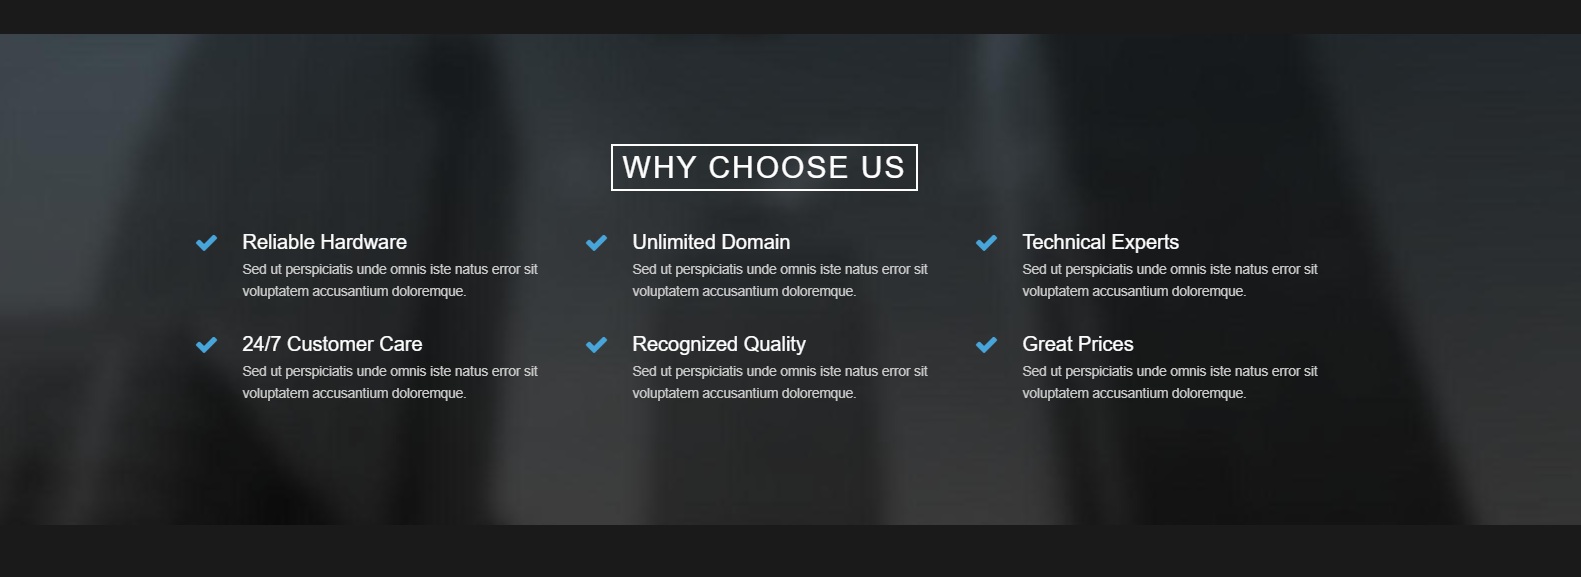 WHY CHOOSE US
Reliable Hardware
Sed ut perspiciatis unde omnis iste natus error sit
voluptatem accusantium doloremque.
Unlimited Domain
Sed ut perspiciatis unde omnis iste natus error sit
voluptatem accusantium doloremque.
Technical Experts
Sed ut perspiciatis unde omnis iste natus error sit
voluptatem accusantium doloremque.
24/7 Customer Care
Sed ut perspiciatis unde omnis iste natus error sit
voluptatem accusantium doloremque.
Recognized Quality
Sed ut perspiciatis unde omnis iste natus error sit
voluptatem accusantium doloremque.
Great Prices
Sed ut perspiciatis unde omnis iste natus error sit
voluptatem accusantium doloremque.